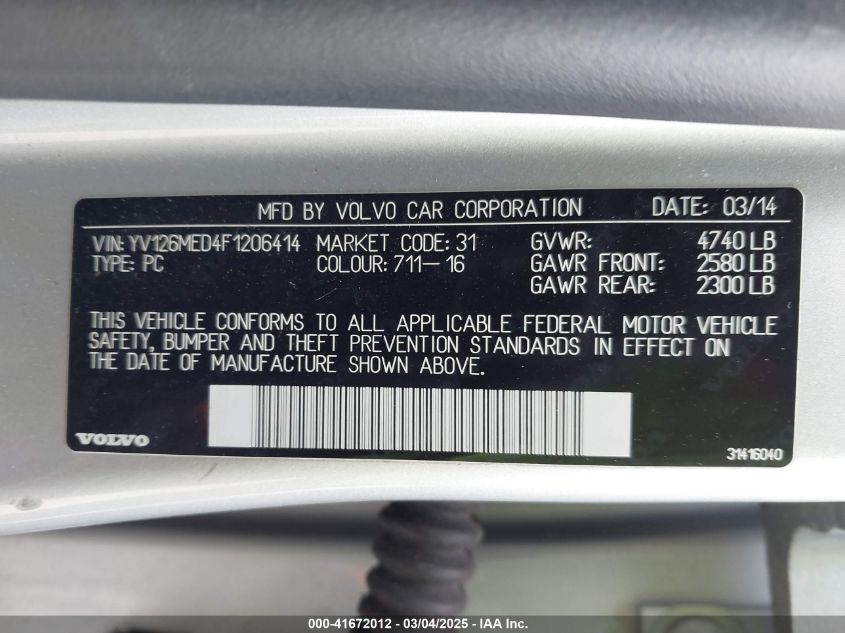 MFD BY VOLVO CAR CORPORATION DATE: 03/14
VIN: YV126MED4F1206414 MARKET CODE: 31 GVWR: 4740 LB
TYPE: PC COLOUR: 711-16 GAWR FRONT: 2580 LB
GAWR REAR: 2300 LB
THIS VEHICLE CONFORMS TO ALL APPLICABLE FEDERAL MOTOR VEHICLE
SAFETY, BUMPER AND THEFT PREVENTION STANDARDS IN EFFECT ON
THE DATE OF MANUFACTURE SHOWN ABOVE.
VOLVO 31416040
000-41672012 — 03/04/2025 — IAA Inc.